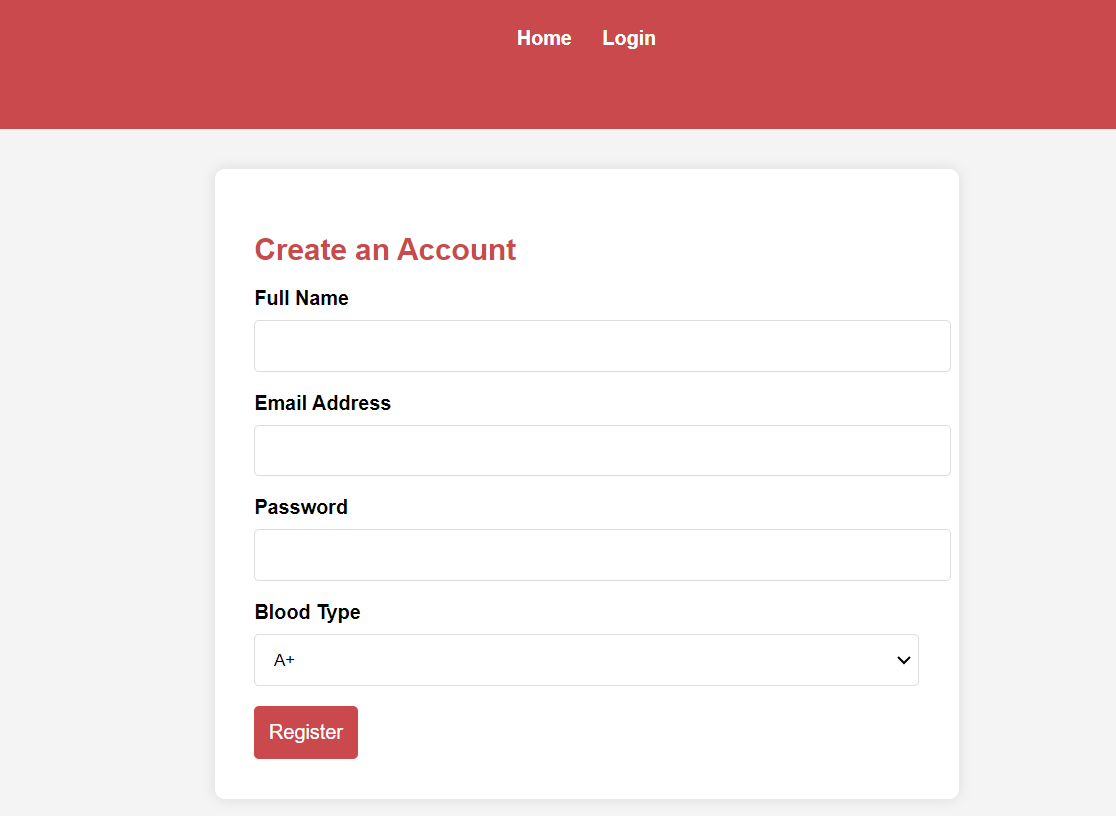 Home Login
Create an Account
Full Name
Email Address
Password
Blood Type
A+
Register